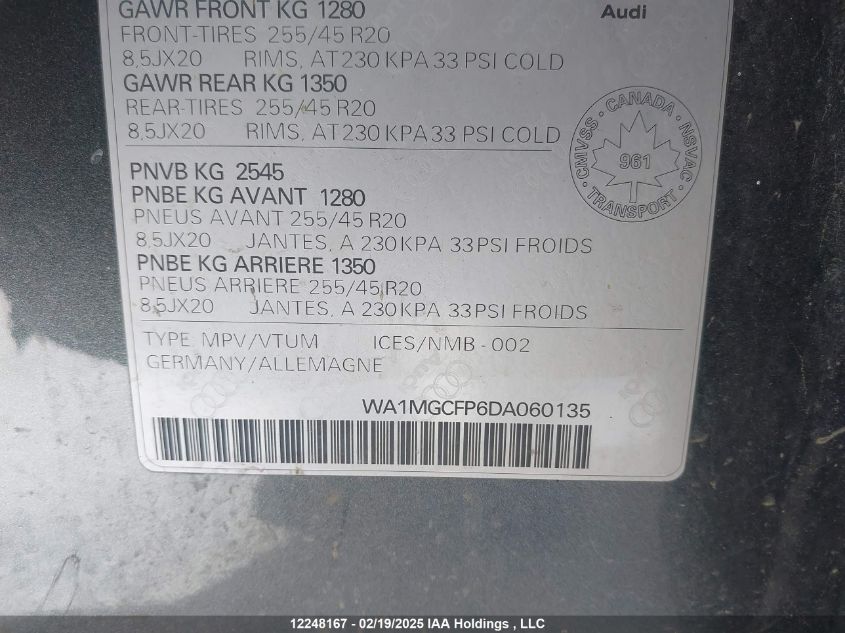 GAWR FRONT KG 1280
Audi
FRONT-TIRES 255/45 R20
8,5JX20 RIMS, AT 230 KPA 33 PSI COLD
GAWR REAR KG 1350
REAR-TIRES 255/45 R20
8,5JX20 RIMS, AT 230 KPA 33 PSI COLD
CANADA
CMVSS NSVAC
961
TRANSPORT
PNVB KG 2545
PNBE KG AVANT 1280
PNEUS AVANT 255/45 R20
8,5JX20 JANTES, A 230 KPA 33 PSI FROIDS
PNBE KG ARRIERE 1350
PNEUS ARRIERE 255/45 R20
8,5JX20 JANTES, A 230 KPA 33 PSI FROIDS
TYPE MPV/VTUM ICES/NMB - 002
GERMANY/ALLEMAGNE
WA1MGCFP6DA060135
12248167 - 02/19/2025 IAA Holdings , LLC